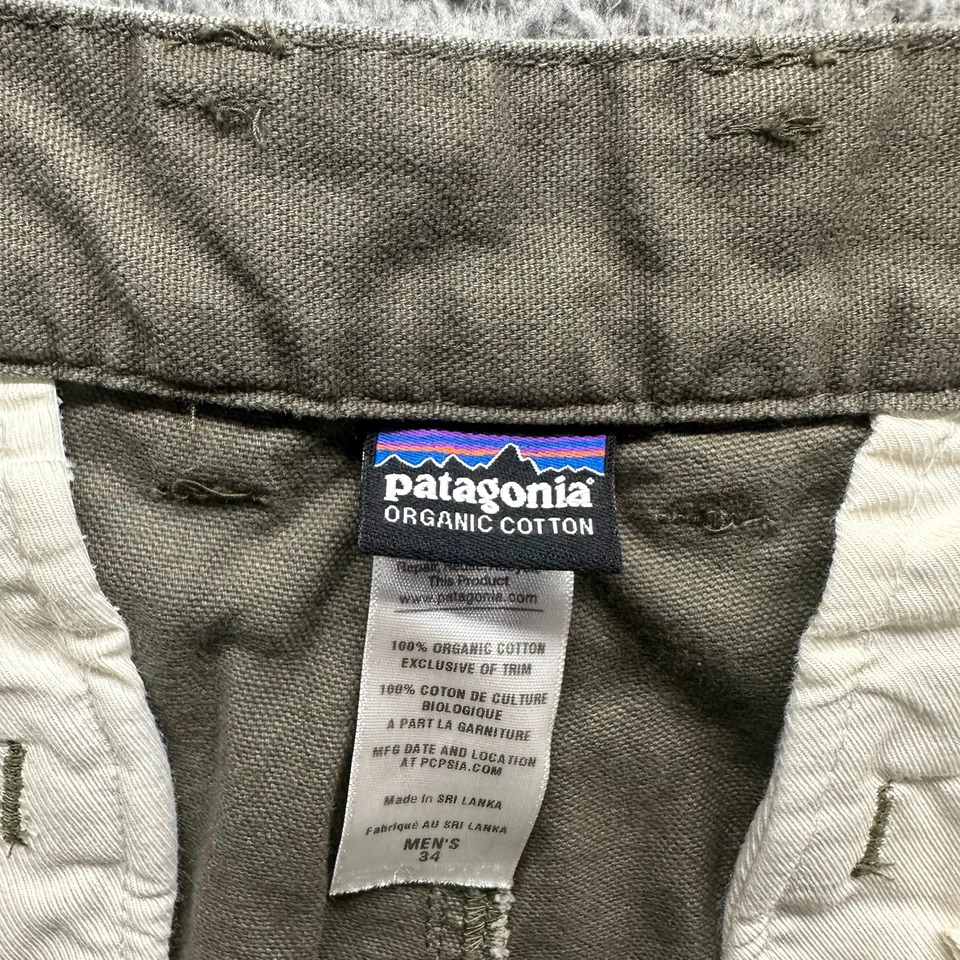 patagonia®
ORGANIC COTTON
This Product
www.patagonia.com
100% ORGANIC COTTON
EXCLUSIVE OF TRIM
100% COTON DE CULTURE
BIOLOGIQUE
A PART LA GARNITURE
MFG DATE AND LOCATION
AT PCPSIA.COM
Made in SRI LANKA
Fabriqué AU SRI LANKA
MEN'S
34